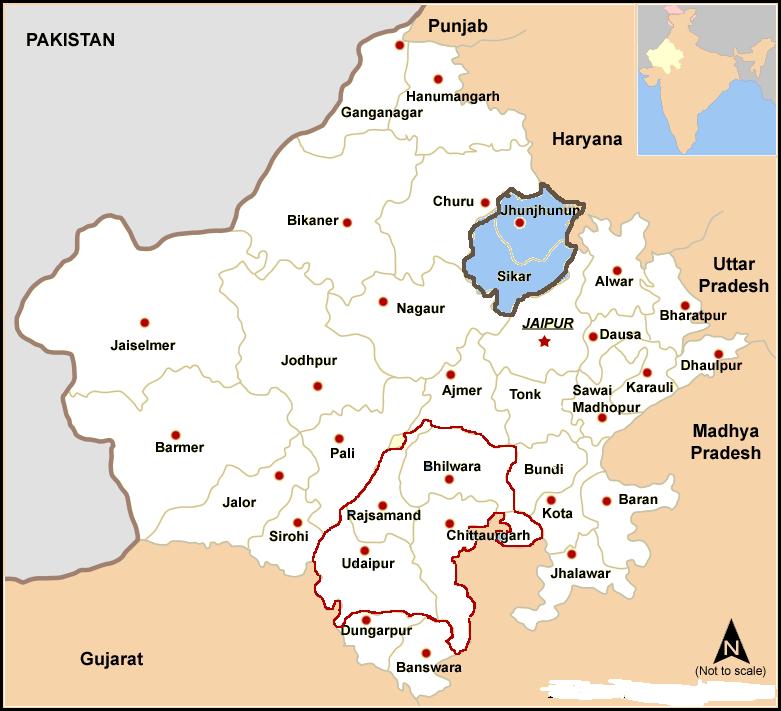 PAKISTAN
Punjab
Hanumangarh
Ganganagar
Haryana
Churu
Jhunjhunun
Bikaner
Sikar
Alwar
Uttar
Pradesh
Nagaur
Bharatpur
JAIPUR
Dausa
Jaiselmer
Jodhpur
Dhaulpur
Ajmer
Tonk
Sawai
Madhopur
Karauli
Madhya
Pradesh
Barmer
Pali
Bhilwara
Bundi
Jalor
Rajsamand
Kota
Baran
Sirohi
Chittaurgarh
Udaipur
Jhalawar
Dungarpur
Banswara
Gujarat
N
(Not to scale)